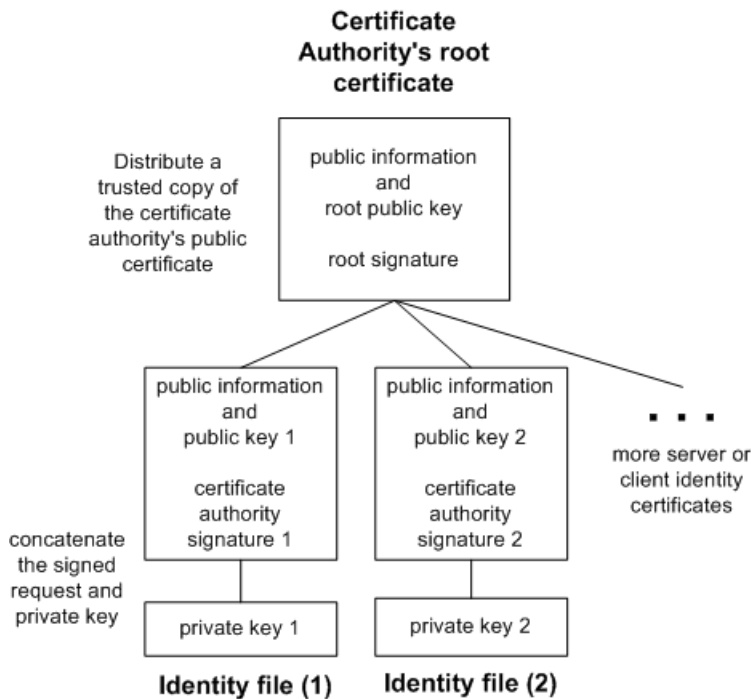 Certificate
Authority's root
certificate
Distribute a
trusted copy of
the certificate
authority's public
certificate
public information
and
root public key
root signature
public information
and
public key 1
certificate
authority
signature 1
public information
and
public key 2
certificate
authority
signature 2
more server or
client identity
certificates
concatenate
the signed
request and
private key
private key 1
private key 2
Identity file (1)
Identity file (2)